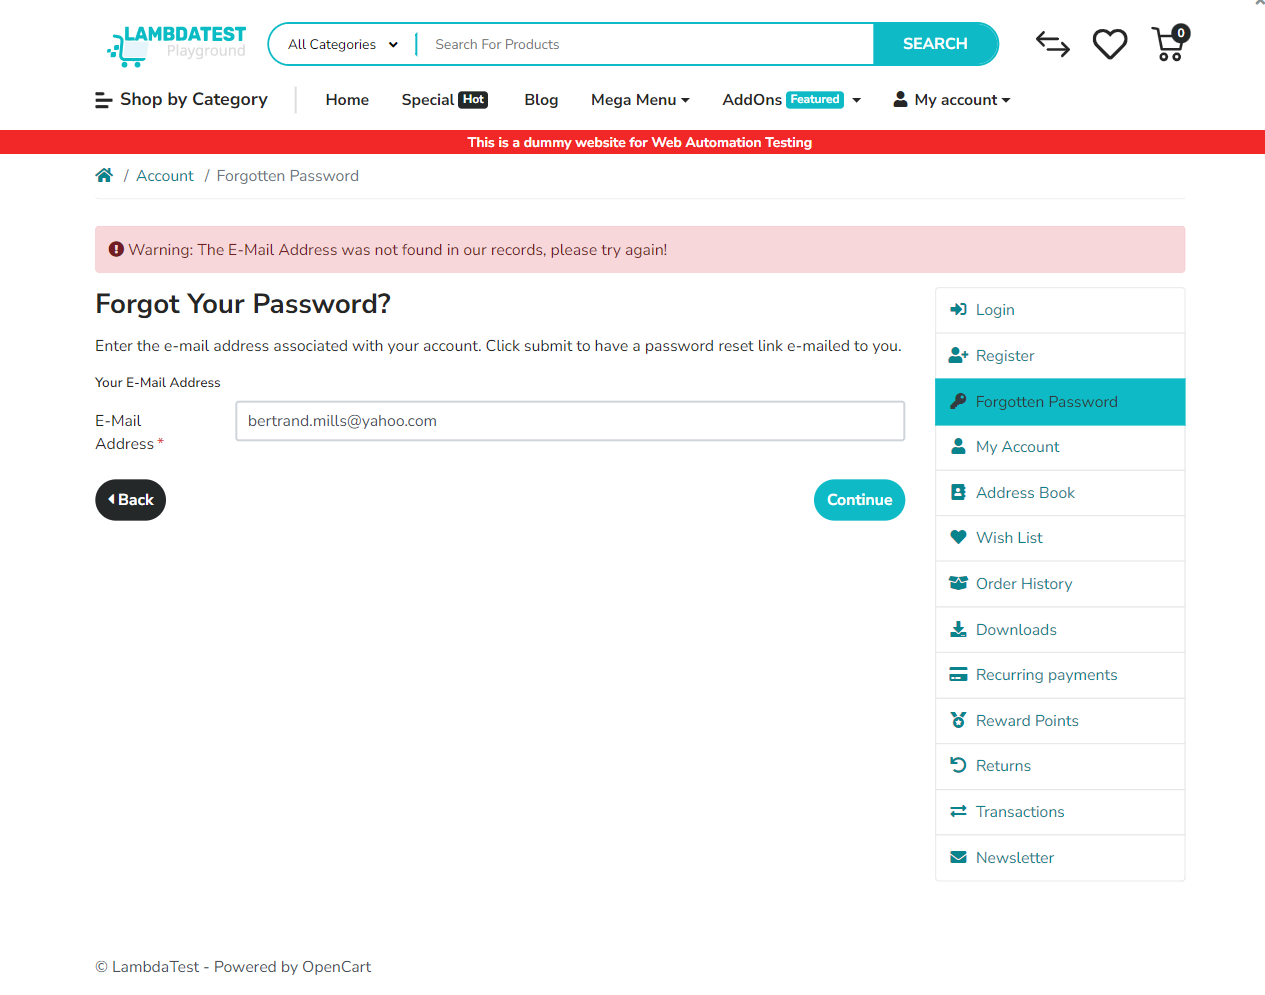 LAMBDATEST
Playground
All Categories
Search For Products
SEARCH
0
Shop by Category
Home
Special Hot
Blog
Mega Menu
AddOns Featured
My account
This is a dummy website for Web Automation Testing
/ Account / Forgotten Password
Warning: The E-Mail Address was not found in our records, please try again!
Forgot Your Password?
Enter the e-mail address associated with your account. Click submit to have a password reset link e-mailed to you.
Your E-Mail Address
E-Mail
Address *
bertrand.mills@yahoo.com
Back
Continue
Login
Register
Forgotten Password
My Account
Address Book
Wish List
Order History
Downloads
Recurring payments
Reward Points
Returns
Transactions
Newsletter
© LambdaTest - Powered by OpenCart